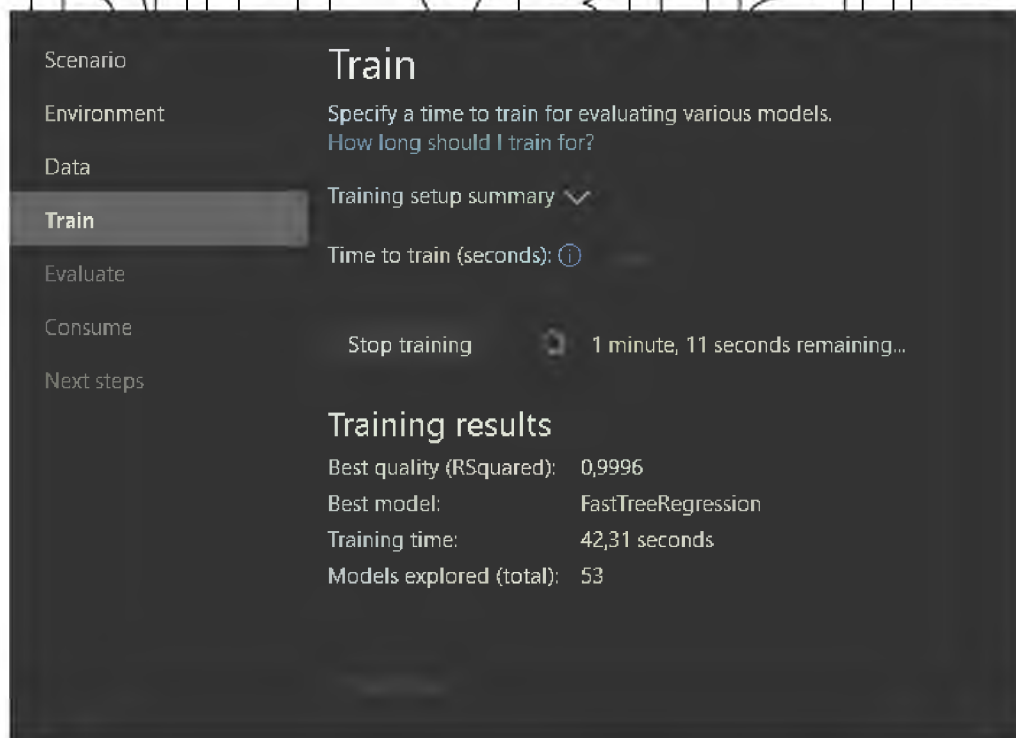 Scenario
Environment
Data
Train
Evaluate
Consume
Next steps
Train
Specify a time to train for evaluating various models.
How long should I train for?
Training setup summary
Time to train (seconds):
Stop training
1 minute, 11 seconds remaining...
Training results
Best quality (RSquared): 0,9996
Best model: FastTreeRegression
Training time: 42,31 seconds
Models explored (total): 53